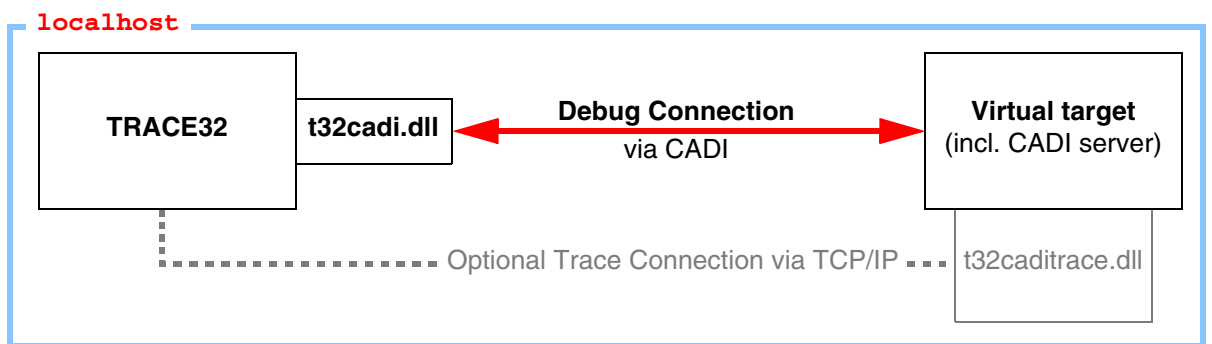 localhost
TRACE32
t32cadi.dll
Debug Connection
via CADI
Virtual target
(incl. CADI server)
Optional Trace Connection via TCP/IP
t32caditrace.dll